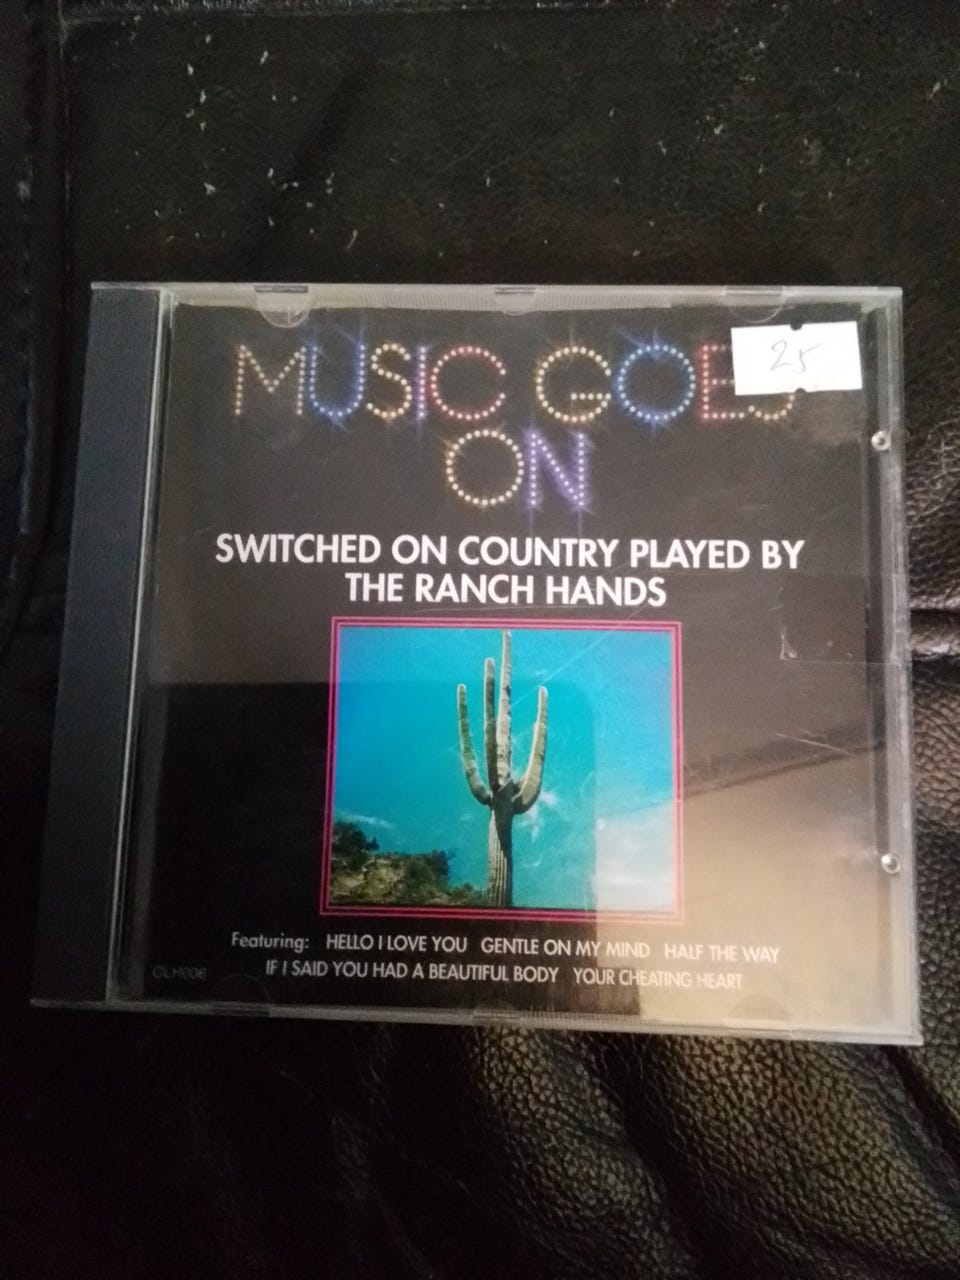 MUSIC GOES
25
ON
SWITCHED ON COUNTRY PLAYED BY
THE RANCH HANDS
Featuring: HELLO I LOVE YOU GENTLE ON MY MIND HALF THE WAY
IF I SAID YOU HAD A BEAUTIFUL BODY YOUR CHEATING HEART
CLH006